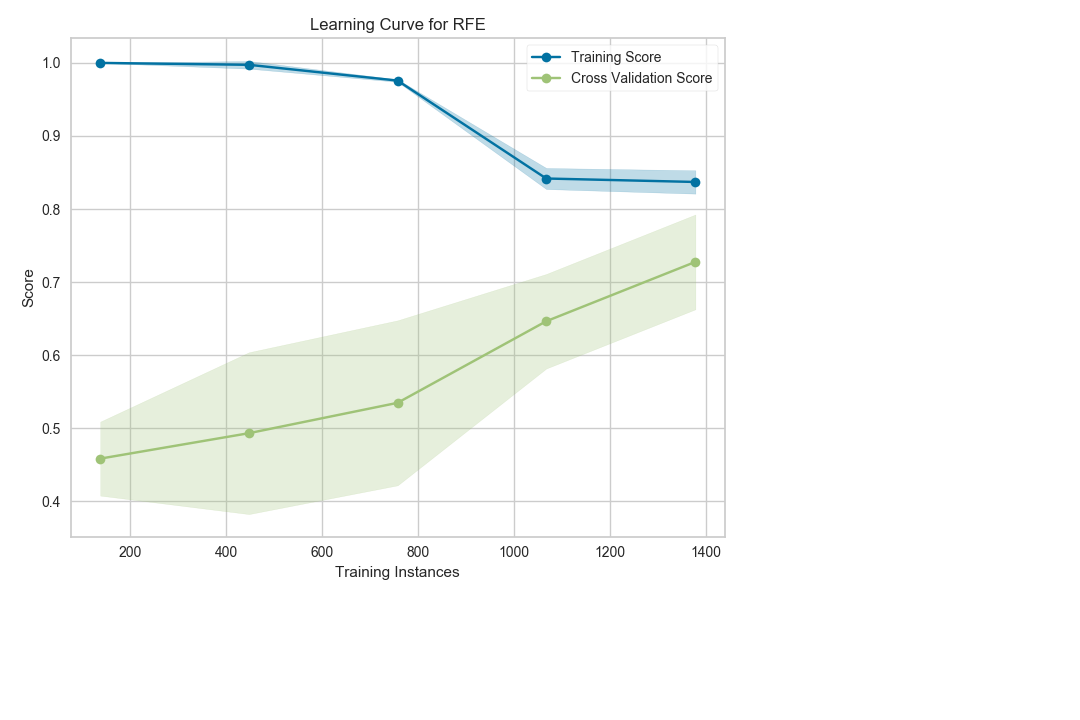 Learning Curve for RFE
Training Score
Cross Validation Score
1.0
0.9
0.8
0.7
0.6
0.5
0.4
Score
200 400 600 800 1000 1200 1400
Training Instances